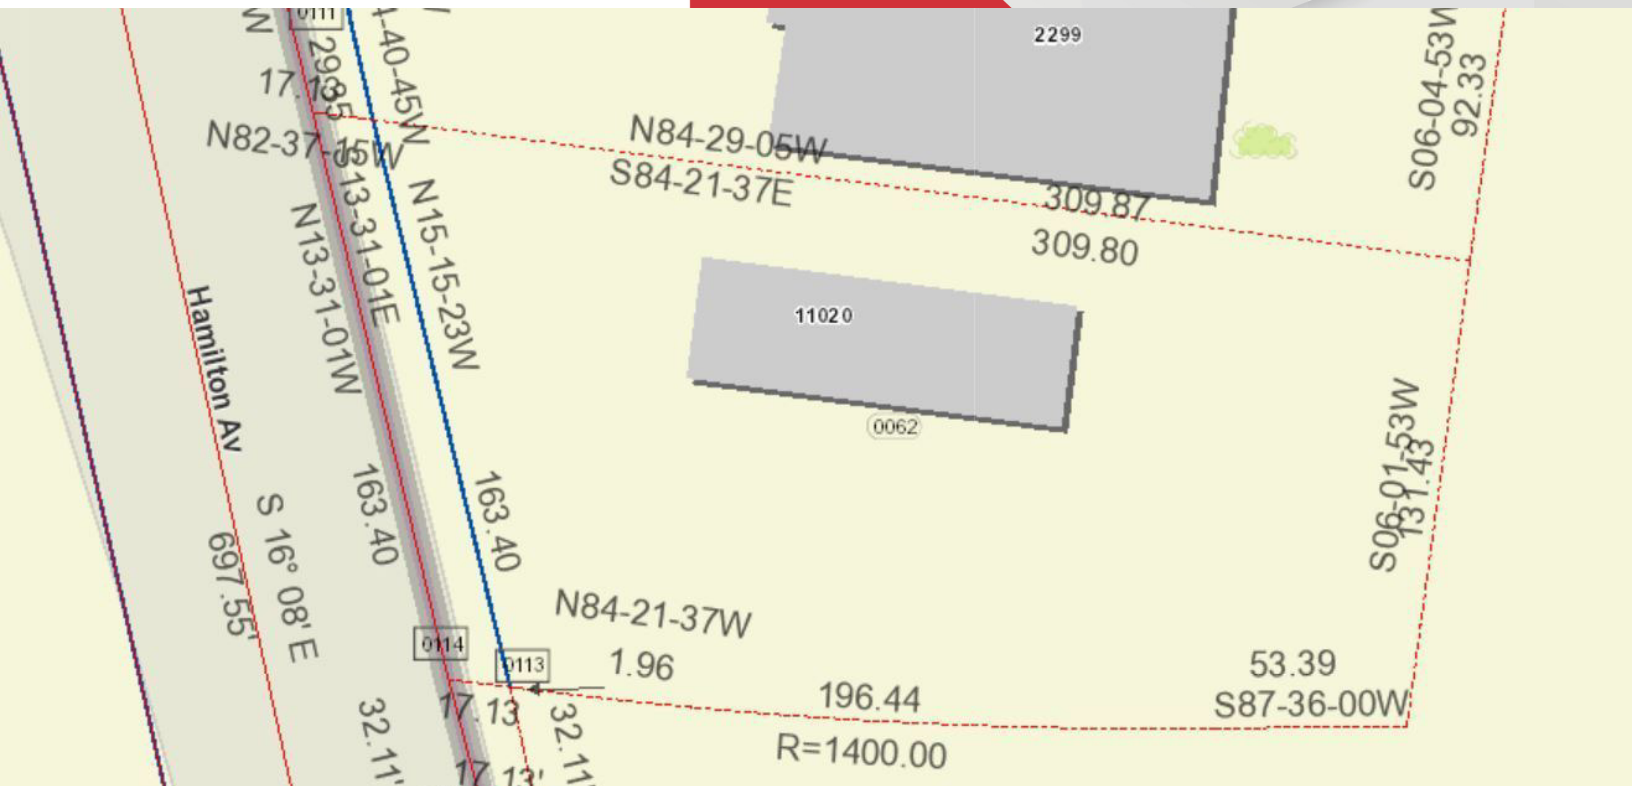 0111
2299
S06-04-53W
92.33
4-40-45W
29.85
17.13
N82-37-15W
N84-29-05W
S84-21-37E
309.87
309.80
S13-31-01E
N13-31-01W
N15-15-23W
Hamilton Av
11020
0062
S06-01-53W
131.43
163.40
163.40
S 16° 08' E
697.55'
N84-21-37W
1.96
0114
0113
53.39
S87-36-00W
196.44
R=1400.00
17.13
32.11'
32.11'
17.13'